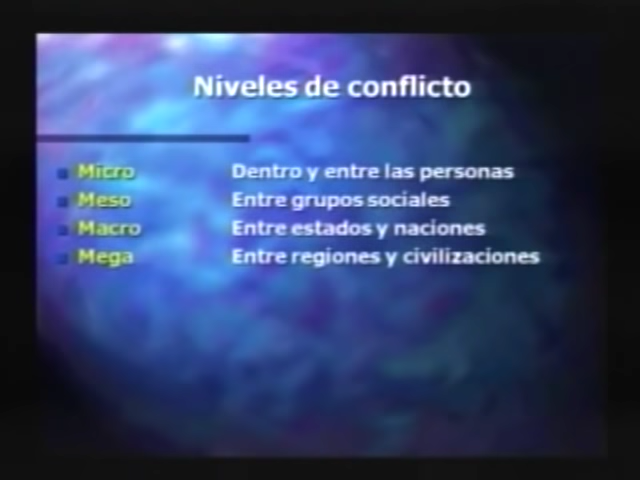 Niveles de conflicto
Micro Dentro y entre las personas
Meso Entre grupos sociales
Macro Entre estados y naciones
Mega Entre regiones y civilizaciones